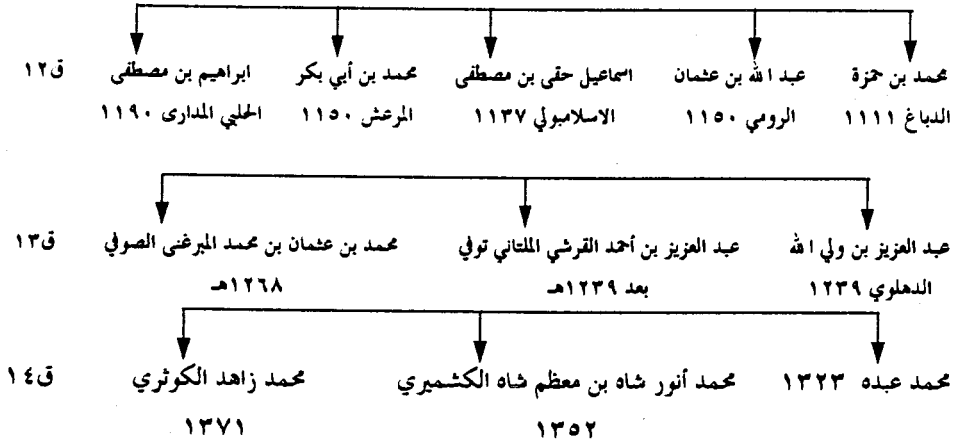 محمد بن حمزة عبد الله بن عثمان اسماعيل حقى بن مصطفى محمد بن أبي بكر ابراهيم بن مصطفى ق١٢
الدباغ ١١١١ الرومي ١١٥٠ الاسلامبولي ١١٣٧ المرعش ١١٥٠ الحلبي المدارى ١١٩٠
عبد العزيز بن ولي الله عبد العزيز بن أحمد القرشي الملتاني توفي محمد بن عثمان بن محمد الميرغنى الصوفي ق١٣
الدهلوي ١٢٣٩ بعد ١٢٣٩هـ ١٢٦٨هـ
محمد عبده ١٣٢٣ محمد أنور شاه بن معظم شاه الكشميري محمد زاهد الكوثري ق١٤
١٣٥٢ ١٣٧١